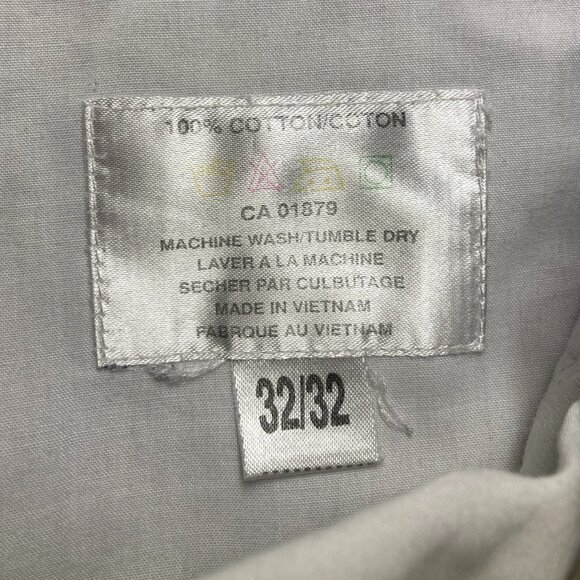 100% COTTON/COTON
CA 01879
MACHINE WASH/TUMBLE DRY
LAVER A LA MACHINE
SECHER PAR CULBUTAGE
MADE IN VIETNAM
FABRIQUE AU VIETNAM
32/32